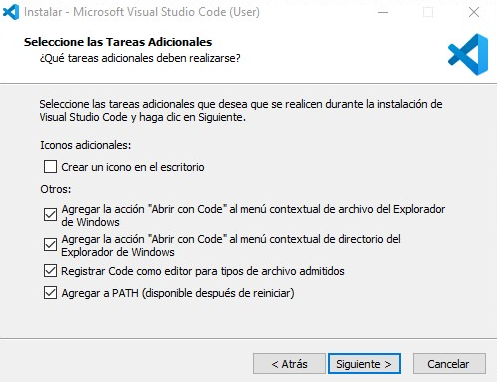 Instalar - Microsoft Visual Studio Code (User)
Seleccione las Tareas Adicionales
¿Qué tareas adicionales deben realizarse?
Seleccione las tareas adicionales que desea que se realicen durante la instalación de
Visual Studio Code y haga clic en Siguiente.
Iconos adicionales:
Crear un icono en el escritorio
Otros:
Agregar la acción "Abrir con Code" al menú contextual de archivo del Explorador
de Windows
Agregar la acción "Abrir con Code" al menú contextual de directorio del
Explorador de Windows
Registrar Code como editor para tipos de archivo admitidos
Agregar a PATH (disponible después de reiniciar)
< Atrás
Siguiente >
Cancelar